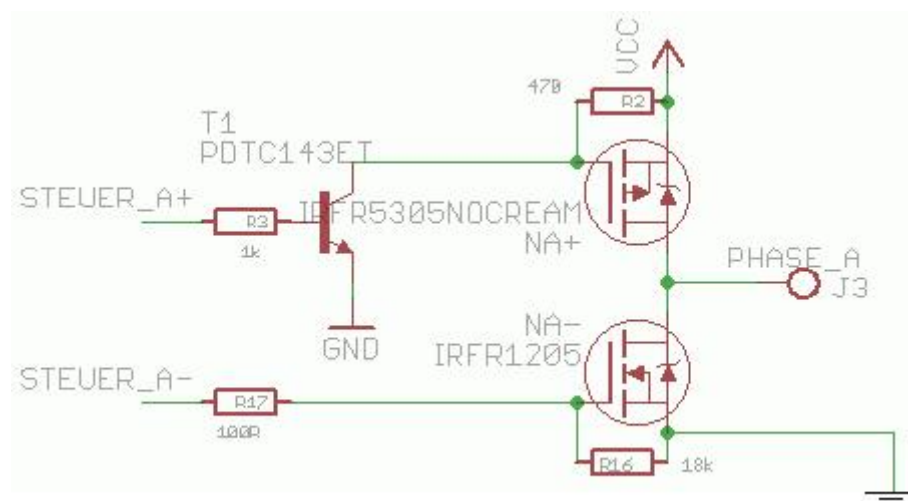 VCC
470
R2
T1
PDTC143ET
STEUER_A+
R3
1k
IRFR5305NOCREAM
NA+
PHASE_A
J3
GND
NA-
IRFR1205
STEUER_A-
R17
100R
R16
18k